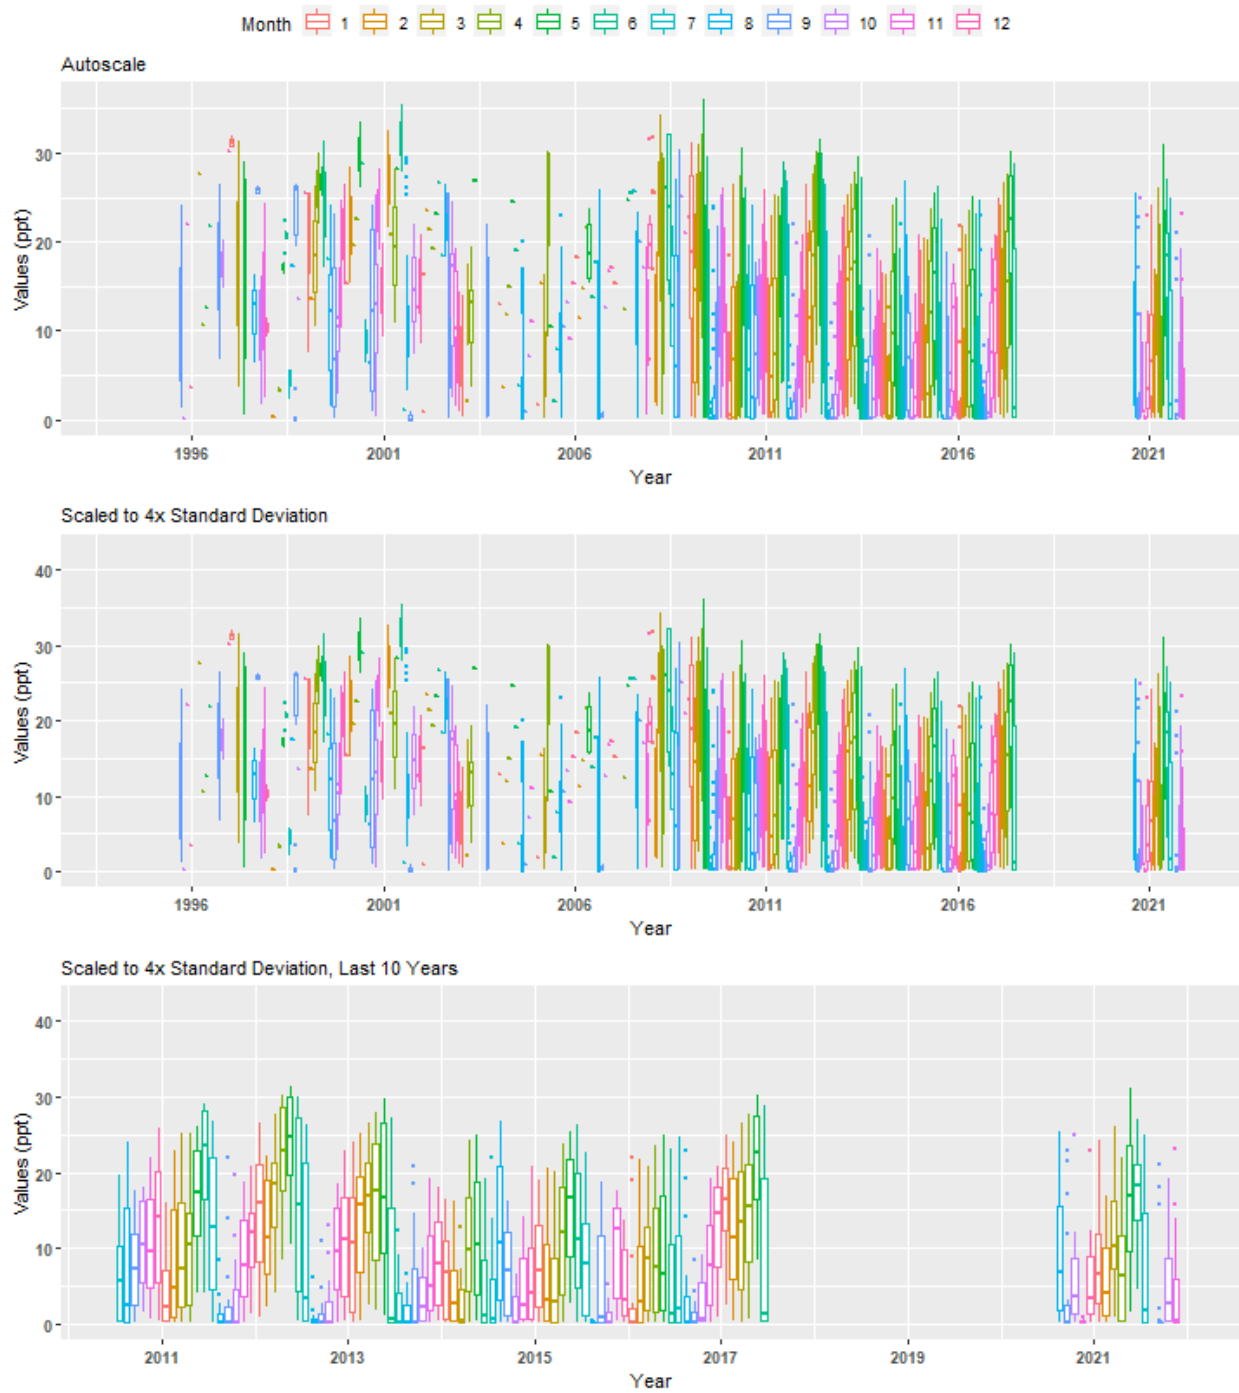 Month 1 2 3 4 5 6 7 8 9 10 11 12
Autoscale
30
20
10
0
Values (ppt)
1996 2001 2006 2011 2016 2021
Year
Scaled to 4x Standard Deviation
40
30
20
10
0
Values (ppt)
1996 2001 2006 2011 2016 2021
Year
Scaled to 4x Standard Deviation, Last 10 Years
40
30
20
10
0
Values (ppt)
2011 2013 2015 2017 2019 2021
Year